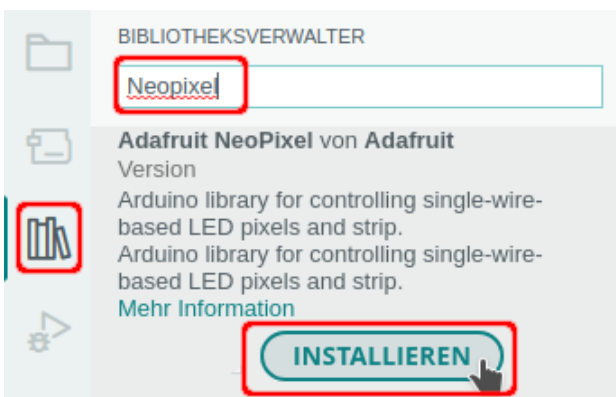 BIBLIOTHEKSVERWALTER
Neopixel
Adafruit NeoPixel von Adafruit
Version
Arduino library for controlling single-wire-
based LED pixels and strip.
Arduino library for controlling single-wire-
based LED pixels and strip.
Mehr Information
INSTALLIEREN